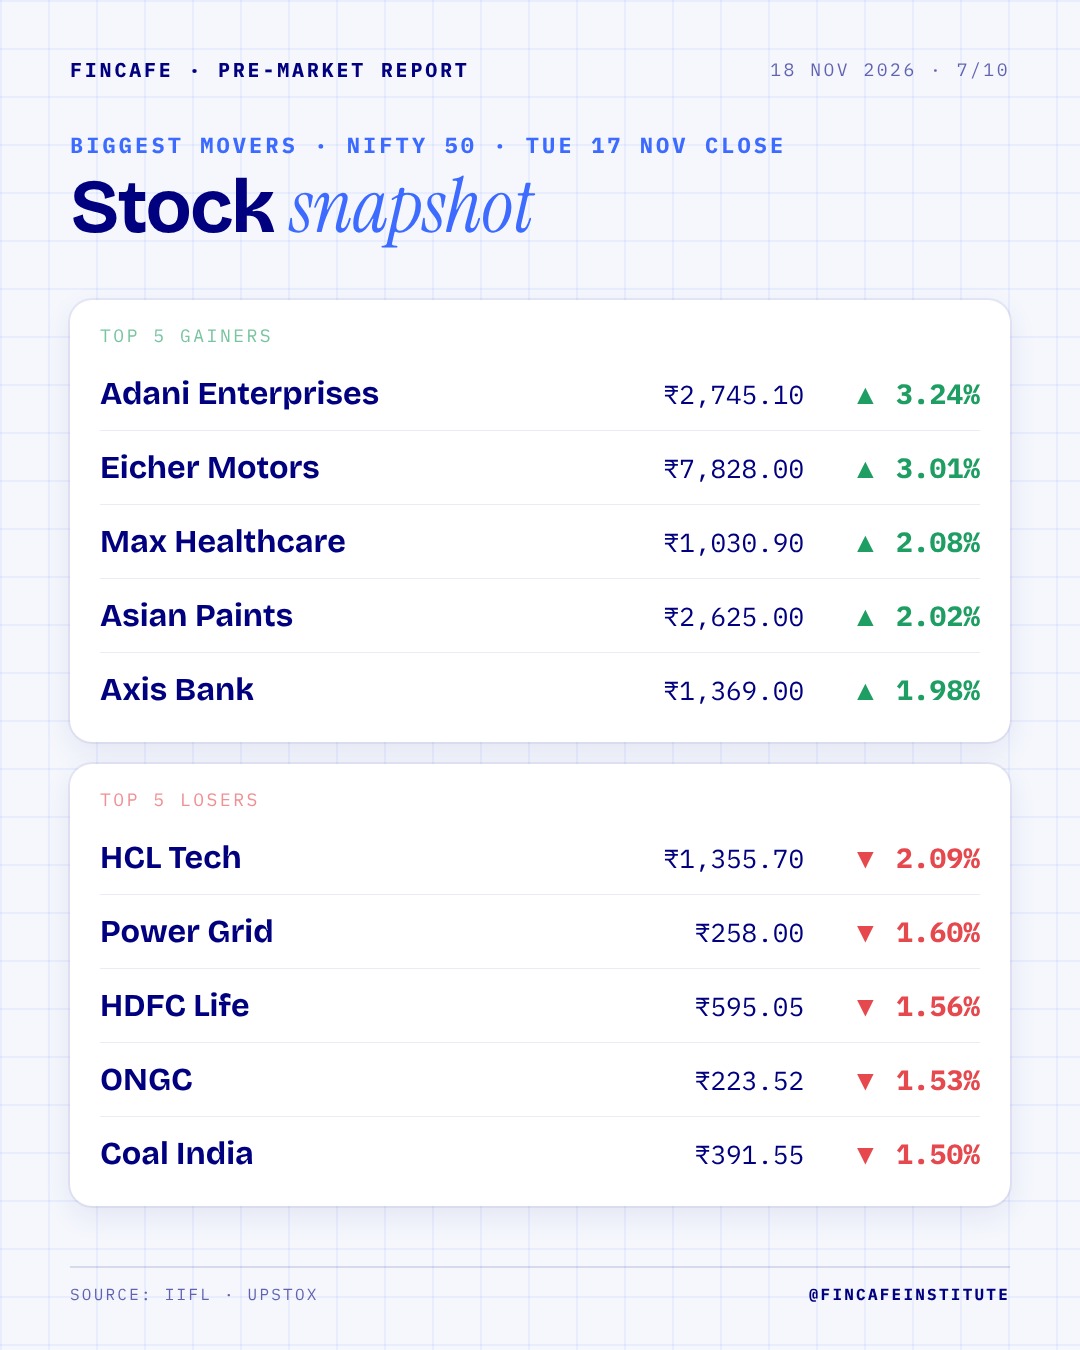 FINCAFE · PRE-MARKET REPORT 18 NOV 2026 · 7/10
BIGGEST MOVERS · NIFTY 50 · TUE 17 NOV CLOSE
Stock snapshot
TOP 5 GAINERS
Adani Enterprises ₹2,745.10 ▲ 3.24%
Eicher Motors ₹7,828.00 ▲ 3.01%
Max Healthcare ₹1,030.90 ▲ 2.08%
Asian Paints ₹2,625.00 ▲ 2.02%
Axis Bank ₹1,369.00 ▲ 1.98%
TOP 5 LOSERS
HCL Tech ₹1,355.70 ▼ 2.09%
Power Grid ₹258.00 ▼ 1.60%
HDFC Life ₹595.05 ▼ 1.56%
ONGC ₹223.52 ▼ 1.53%
Coal India ₹391.55 ▼ 1.50%
SOURCE: IIFL · UPSTOX @FINCAFEINSTITUTE